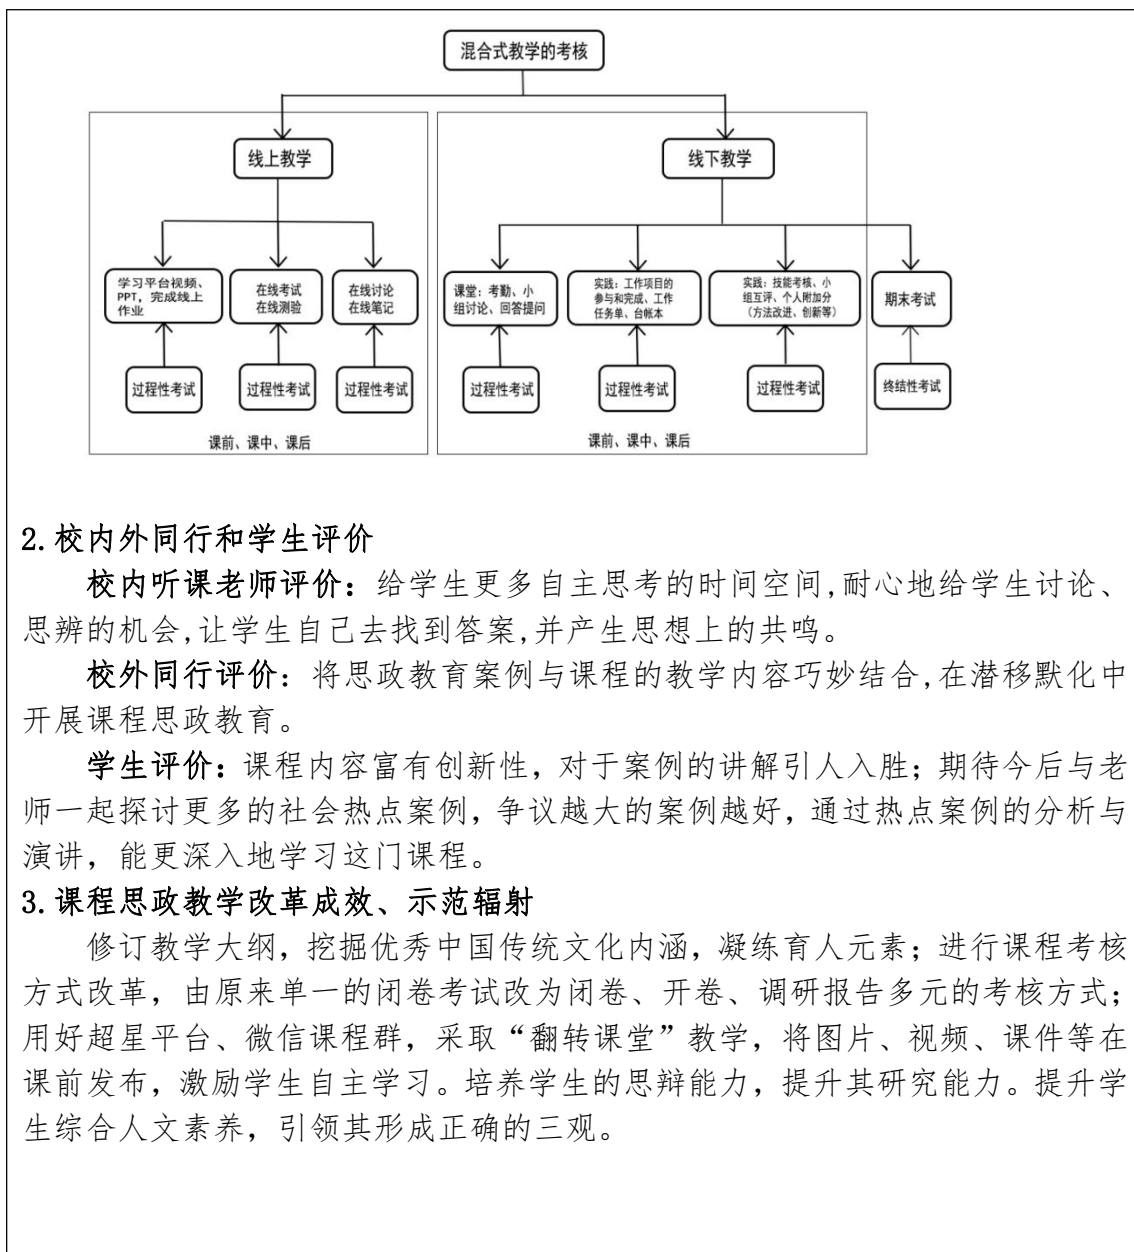 混合式教学的考核
线上教学
线下教学
学习平台视频、
PPT，完成线上
作业
在线考试
在线测验
在线讨论
在线笔记
课堂：考勤、小
组讨论、回答提问
实践：工作项目的
参与和完成、工作
任务单、台帐本
实践：技能考核、小
组互评、个人附加分
（方法改进、创新等）
期末考试
过程性考试
过程性考试
过程性考试
过程性考试
过程性考试
过程性考试
终结性考试
课前、课中、课后
课前、课中、课后
2.校内外同行和学生评价
校内听课老师评价：给学生更多自主思考的时间空间,耐心地给学生讨论、
思辨的机会,让学生自己去找到答案,并产生思想上的共鸣。
校外同行评价：将思政教育案例与课程的教学内容巧妙结合,在潜移默化中
开展课程思政教育。
学生评价：课程内容富有创新性，对于案例的讲解引人入胜；期待今后与老
师一起探讨更多的社会热点案例，争议越大的案例越好，通过热点案例的分析与
演讲，能更深入地学习这门课程。
3.课程思政教学改革成效、示范辐射
修订教学大纲，挖掘优秀中国传统文化内涵，凝练育人元素；进行课程考核
方式改革，由原来单一的闭卷考试改为闭卷、开卷、调研报告多元的考核方式；
用好超星平台、微信课程群，采取“翻转课堂”教学，将图片、视频、课件等在
课前发布，激励学生自主学习。培养学生的思辩能力，提升其研究能力。提升学
生综合人文素养，引领其形成正确的三观。